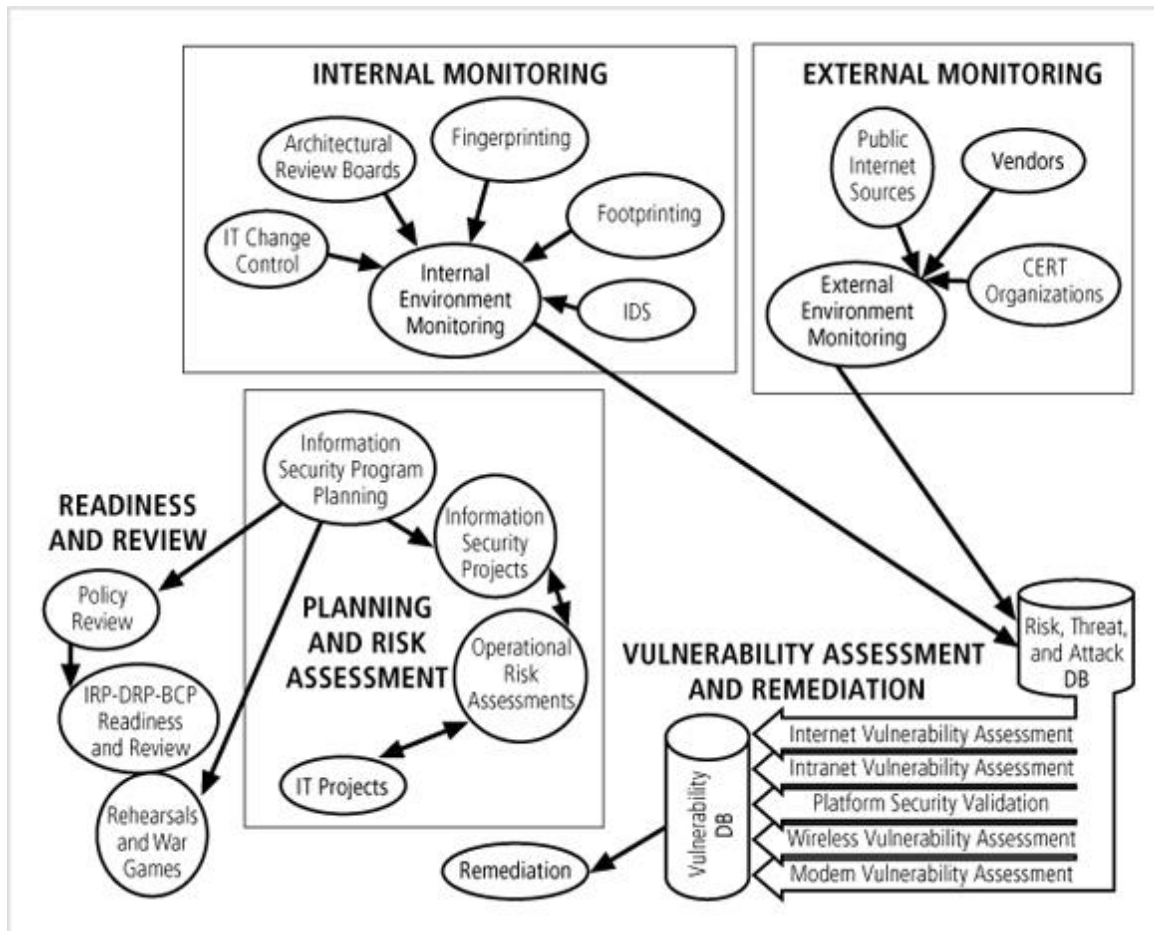 INTERNAL MONITORING
Architectural
Review Boards
Fingerprinting
Footprinting
IT Change
Control
Internal
Environment
Monitoring
IDS
EXTERNAL MONITORING
Public
Internet
Sources
Vendors
CERT
Organizations
External
Environment
Monitoring
Information
Security Program
Planning
Information
Security
Projects
PLANNING
AND RISK
ASSESSMENT
Operational
Risk
Assessments
IT Projects
READINESS
AND REVIEW
Policy
Review
IRP-DRP-BCP
Readiness
and Review
Rehearsals
and War
Games
VULNERABILITY ASSESSMENT
AND REMEDIATION
Risk, Threat,
and Attack
DB
Internet Vulnerability Assessment
Intranet Vulnerability Assessment
Platform Security Validation
Wireless Vulnerability Assessment
Modem Vulnerability Assessment
Vulnerability
DB
Remediation